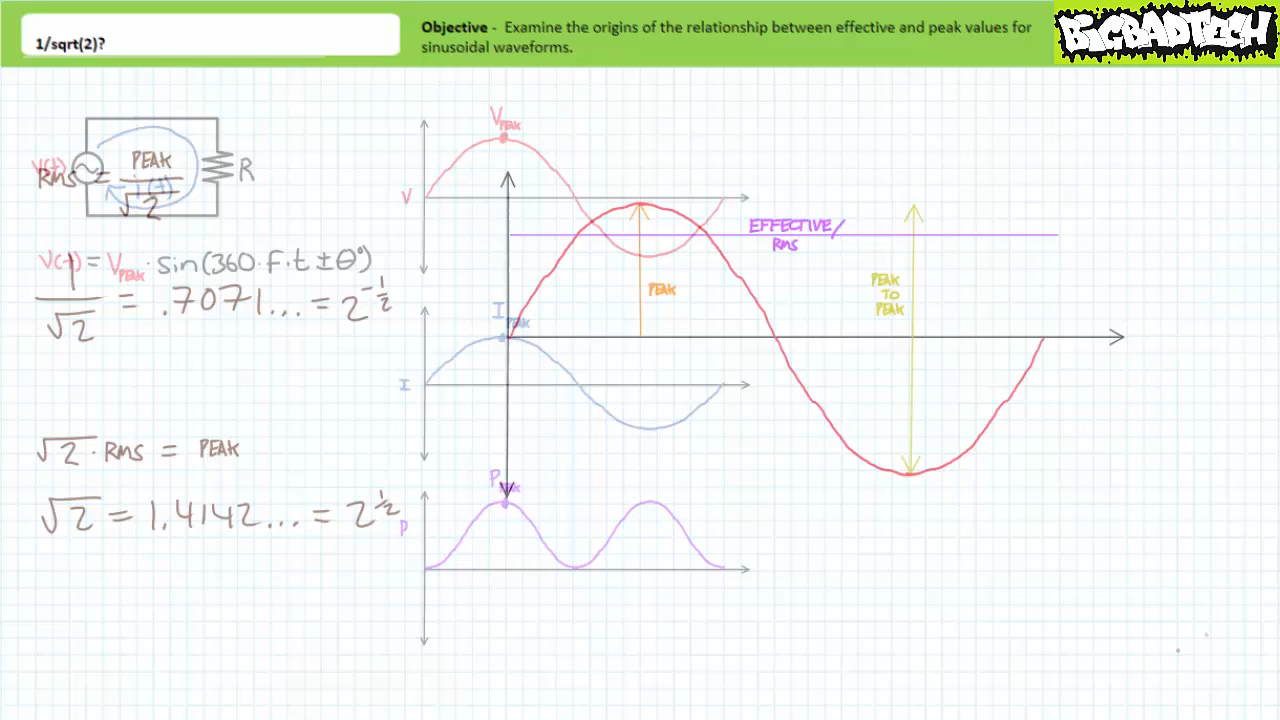 1/sqrt(2)?
Objective - Examine the origins of the relationship between effective and peak values for
sinusoidal waveforms.
BIGBADTECH
V(t)
RMS = PEAK / √2
i(t)
R
V(t) = VPEAK · sin(360·f·t ± θ°)
1/√2 = .7071... = 2^-1/2
√2 · RMS = PEAK
√2 = 1.4142... = 2^1/2
VPEAK
V
IPEAK
I
PPEAK
P
EFFECTIVE/
RMS
PEAK
PEAK
TO
PEAK